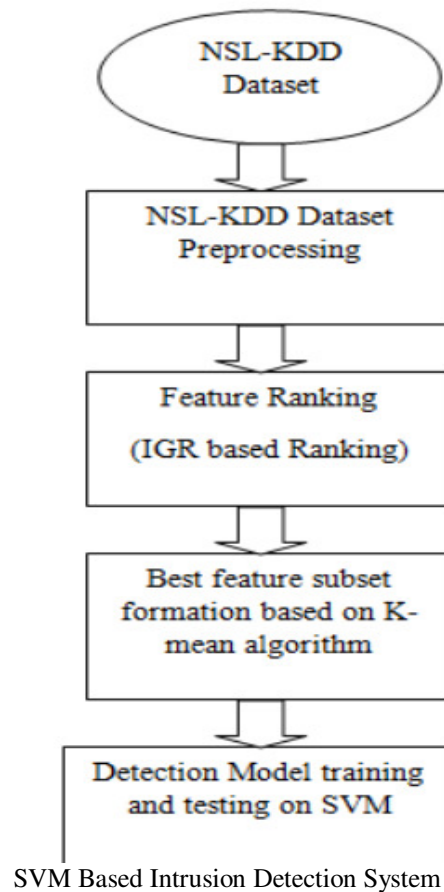 NSL-KDD
Dataset
NSL-KDD Dataset
Preprocessing
Feature Ranking
(IGR based Ranking)
Best feature subset
formation based on K-
mean algorithm
Detection Model training
and testing on SVM
SVM Based Intrusion Detection System